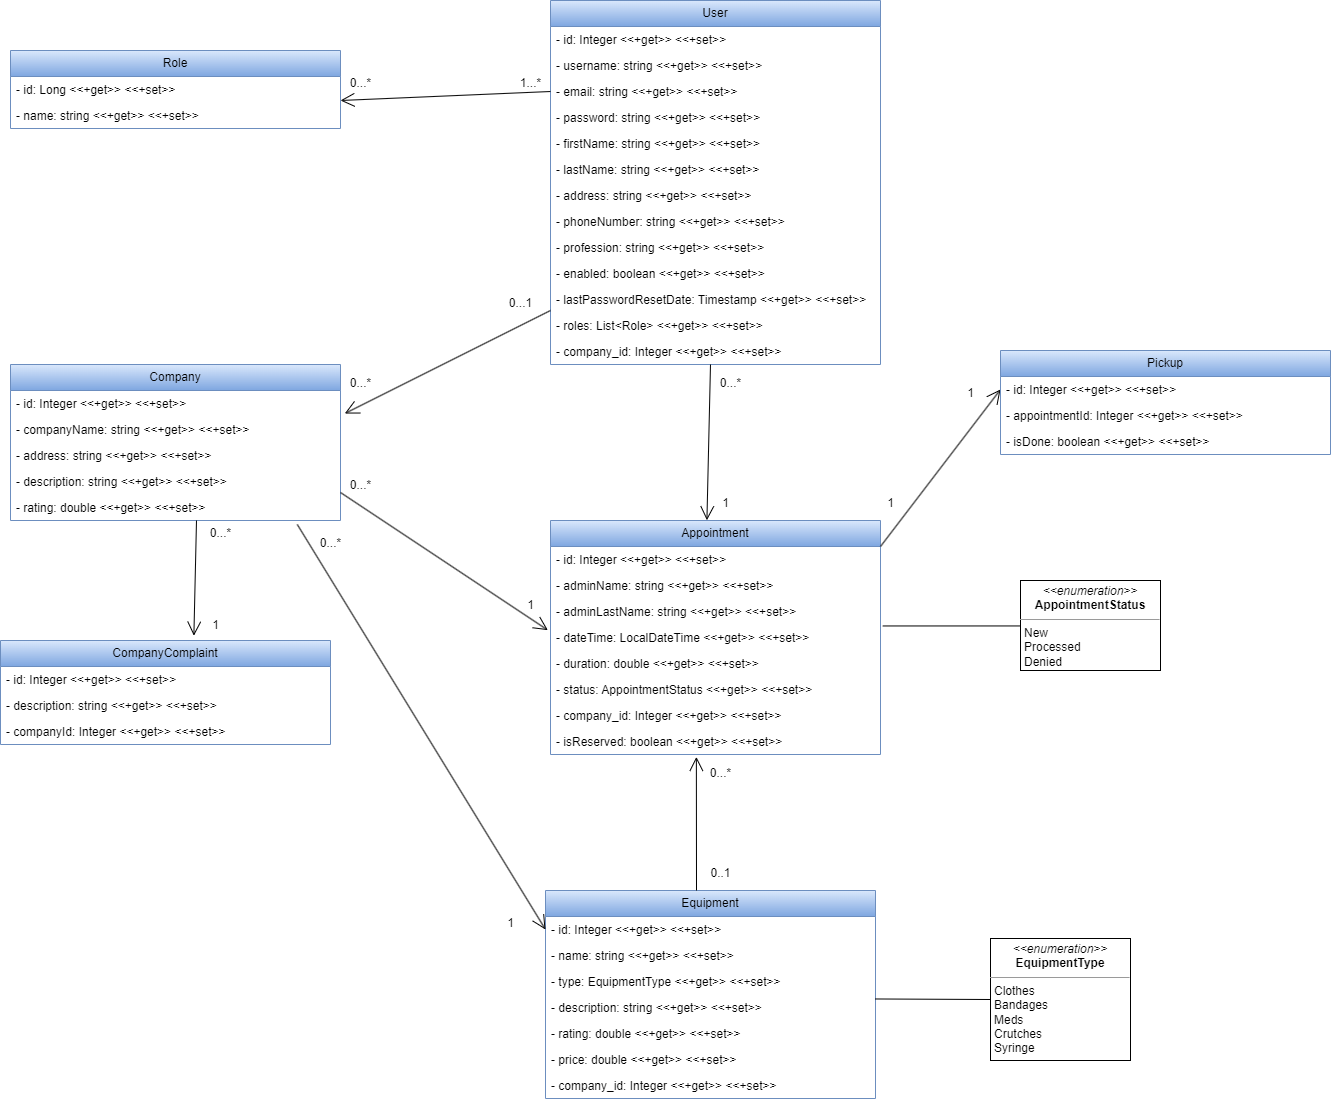 User
- id: Integer <<+get>> <<+set>>
- username: string <<+get>> <<+set>>
- email: string <<+get>> <<+set>>
- password: string <<+get>> <<+set>>
- firstName: string <<+get>> <<+set>>
- lastName: string <<+get>> <<+set>>
- address: string <<+get>> <<+set>>
- phoneNumber: string <<+get>> <<+set>>
- profession: string <<+get>> <<+set>>
- enabled: boolean <<+get>> <<+set>>
- lastPasswordResetDate: Timestamp <<+get>> <<+set>>
- roles: List<Role> <<+get>> <<+set>>
- company_id: Integer <<+get>> <<+set>>
Role
- id: Long <<+get>> <<+set>>
- name: string <<+get>> <<+set>>
0...*
1...*
0...1
0...*
Company
- id: Integer <<+get>> <<+set>>
- companyName: string <<+get>> <<+set>>
- address: string <<+get>> <<+set>>
- description: string <<+get>> <<+set>>
- rating: double <<+get>> <<+set>>
0...*
1
Pickup
- id: Integer <<+get>> <<+set>>
- appointmentId: Integer <<+get>> <<+set>>
- isDone: boolean <<+get>> <<+set>>
1
1
0...*
1
0...*
1
0...*
1
Appointment
- id: Integer <<+get>> <<+set>>
- adminName: string <<+get>> <<+set>>
- adminLastName: string <<+get>> <<+set>>
- dateTime: LocalDateTime <<+get>> <<+set>>
- duration: double <<+get>> <<+set>>
- status: AppointmentStatus <<+get>> <<+set>>
- company_id: Integer <<+get>> <<+set>>
- isReserved: boolean <<+get>> <<+set>>
<<enumeration>>
AppointmentStatus
New
Processed
Denied
CompanyComplaint
- id: Integer <<+get>> <<+set>>
- description: string <<+get>> <<+set>>
- companyId: Integer <<+get>> <<+set>>
0...*
0..1
Equipment
- id: Integer <<+get>> <<+set>>
- name: string <<+get>> <<+set>>
- type: EquipmentType <<+get>> <<+set>>
- description: string <<+get>> <<+set>>
- rating: double <<+get>> <<+set>>
- price: double <<+get>> <<+set>>
- company_id: Integer <<+get>> <<+set>>
<<enumeration>>
EquipmentType
Clothes
Bandages
Meds
Crutches
Syringe